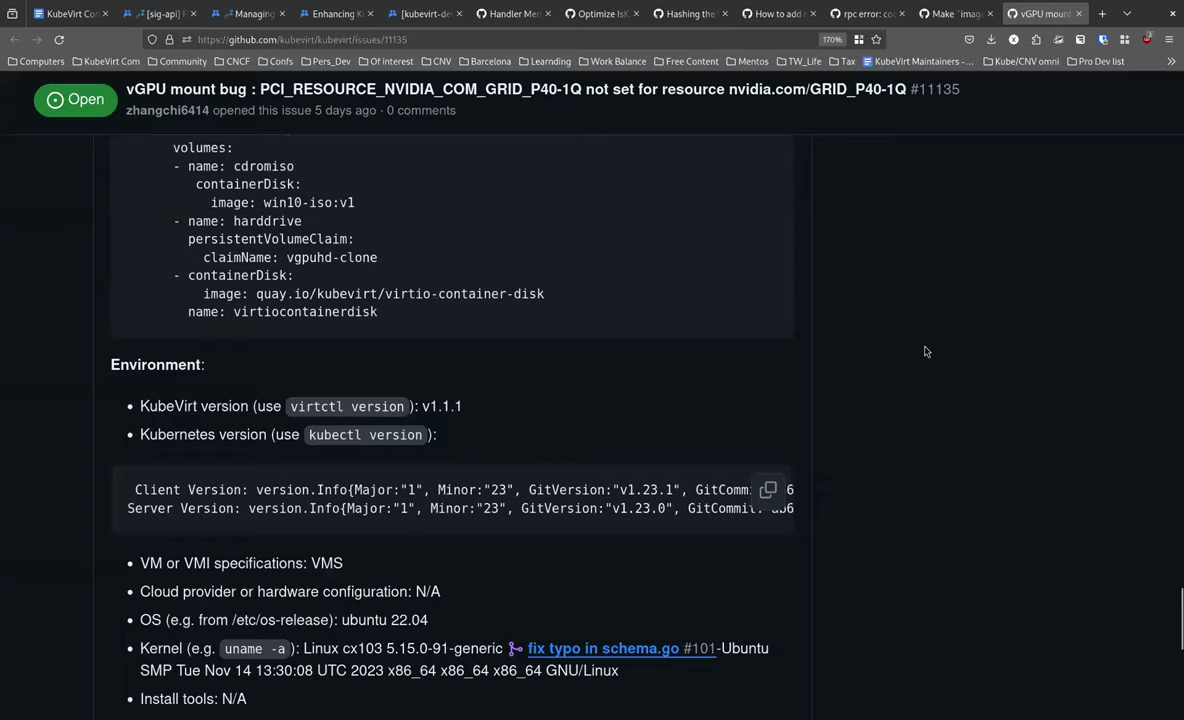 KubeVirt Com
[sig-api] F
Managing
Enhancing K
[kubevirt-dev
Handler Mem
Optimize IsK
Hashing the V
How to add n
rpc error: cod
Make `image
vGPU mount
https://github.com/kubevirt/kubevirt/issues/11135
170%
Computers
KubeVirt Com
Community
CNCF
Confs
Pers_Dev
Of interest
CNV
Barcelona
Learnding
Work Balance
Free Content
Mentos
TW_Life
Tax
KubeVirt Maintainers -...
Kube/CNV omni
Pro Dev list
Open
vGPU mount bug : PCI_RESOURCE_NVIDIA_COM_GRID_P40-1Q not set for resource nvidia.com/GRID_P40-1Q #11135
zhangchi6414 opened this issue 5 days ago · 0 comments
volumes:
- name: cdromiso
containerDisk:
image: win10-iso:v1
- name: harddrive
persistentVolumeClaim:
claimName: vgpuhd-clone
- containerDisk:
image: quay.io/kubevirt/virtio-container-disk
name: virtiocontainerdisk
Environment:
• KubeVirt version (use virtctl version): v1.1.1
• Kubernetes version (use kubectl version):
Client Version: version.Info{Major:"1", Minor:"23", GitVersion:"v1.23.1", GitComm
Server Version: version.Info{Major:"1", Minor:"23", GitVersion:"v1.23.0", GitCommit:
• VM or VMI specifications: VMS
• Cloud provider or hardware configuration: N/A
• OS (e.g. from /etc/os-release): ubuntu 22.04
• Kernel (e.g. uname -a): Linux cx103 5.15.0-91-generic fix typo in schema.go #101-Ubuntu
SMP Tue Nov 14 13:30:08 UTC 2023 x86_64 x86_64 x86_64 GNU/Linux
• Install tools: N/A